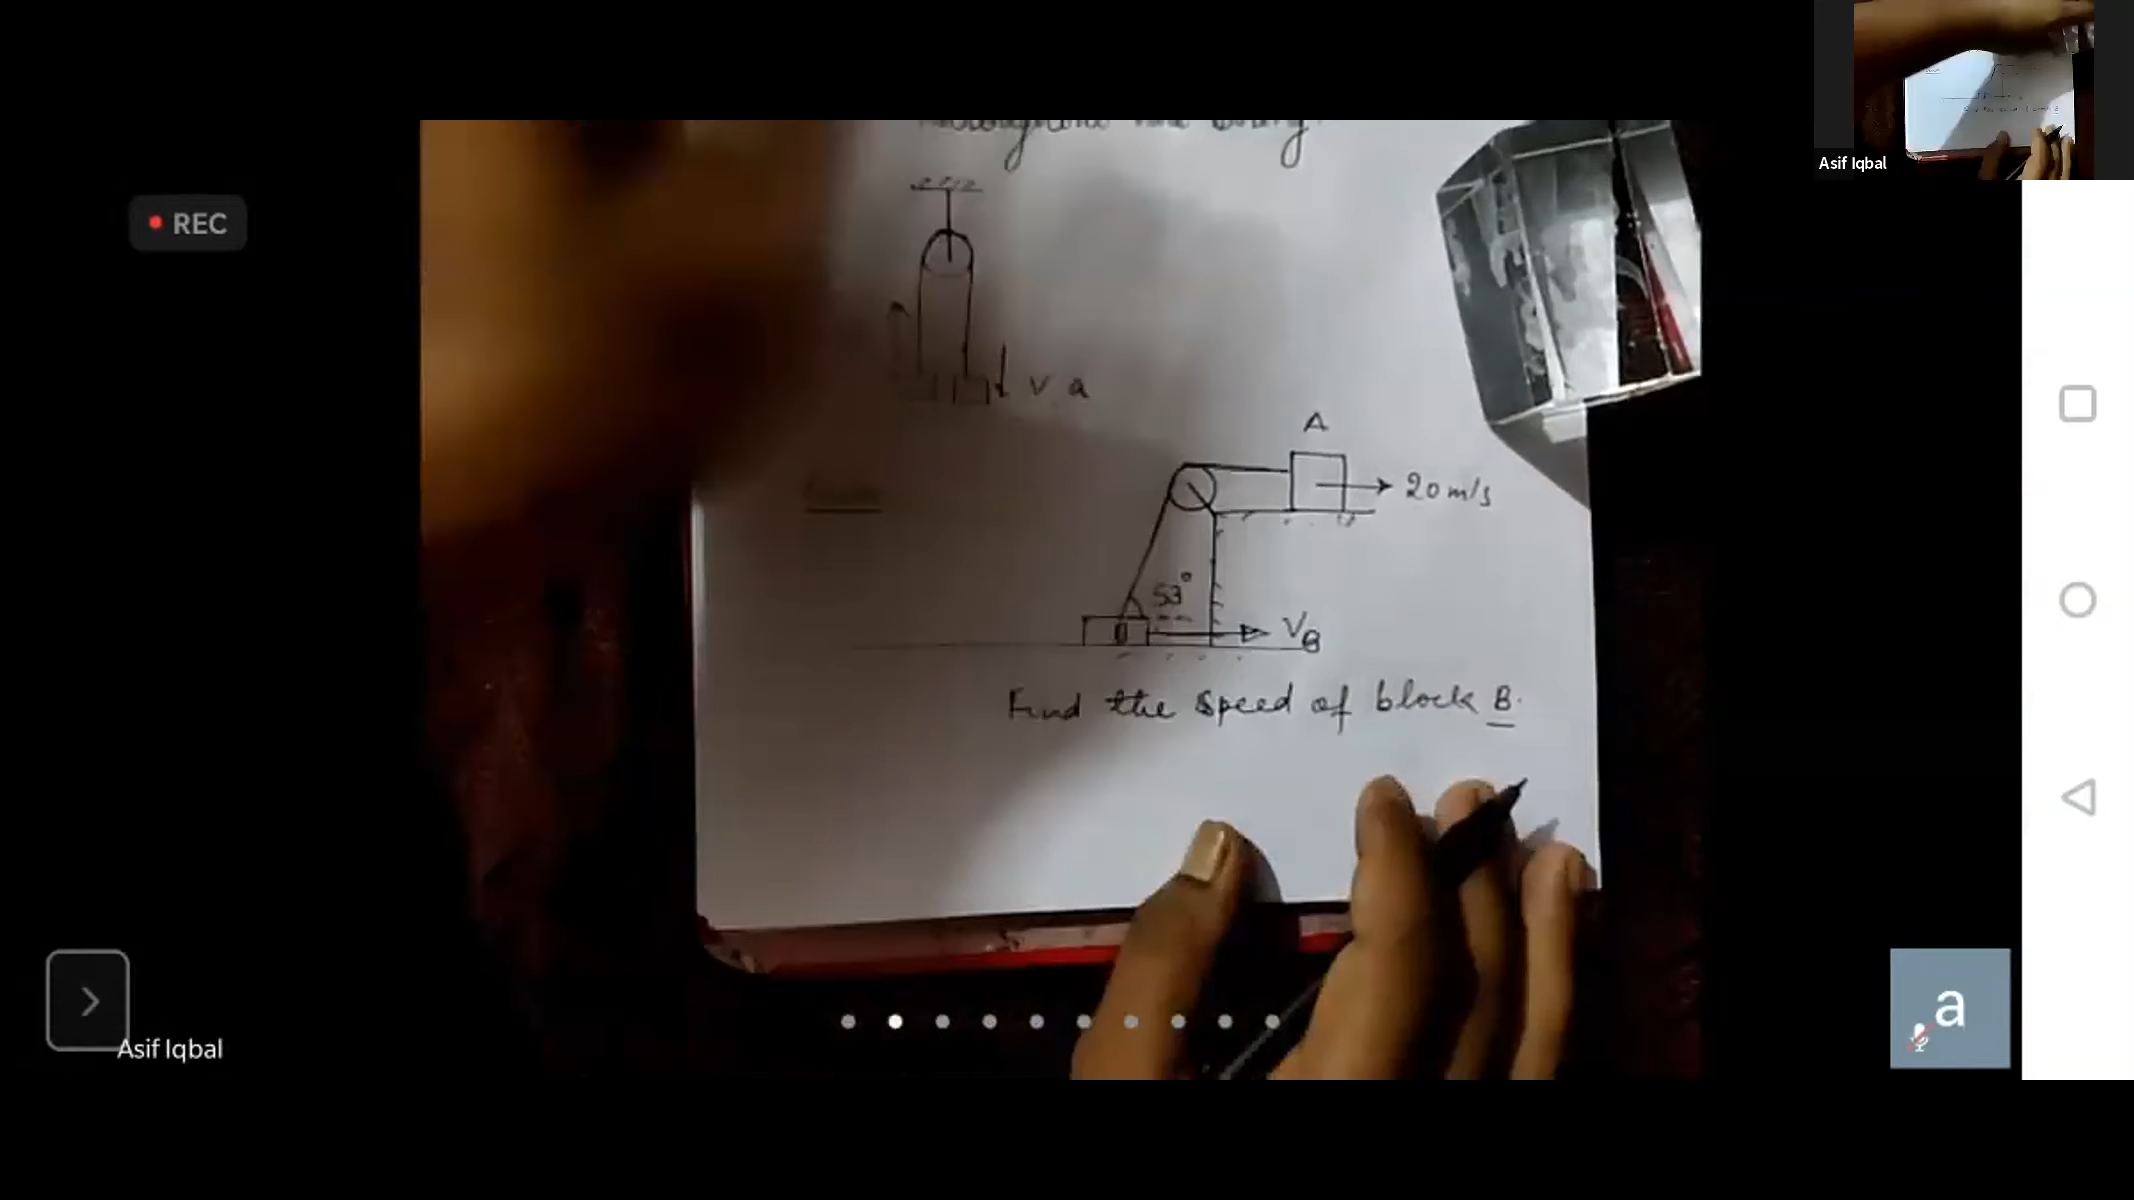 Asif Iqbal
REC
v a
A
20 m/s
53°
VB
Find the speed of block B.
a
Asif Iqbal